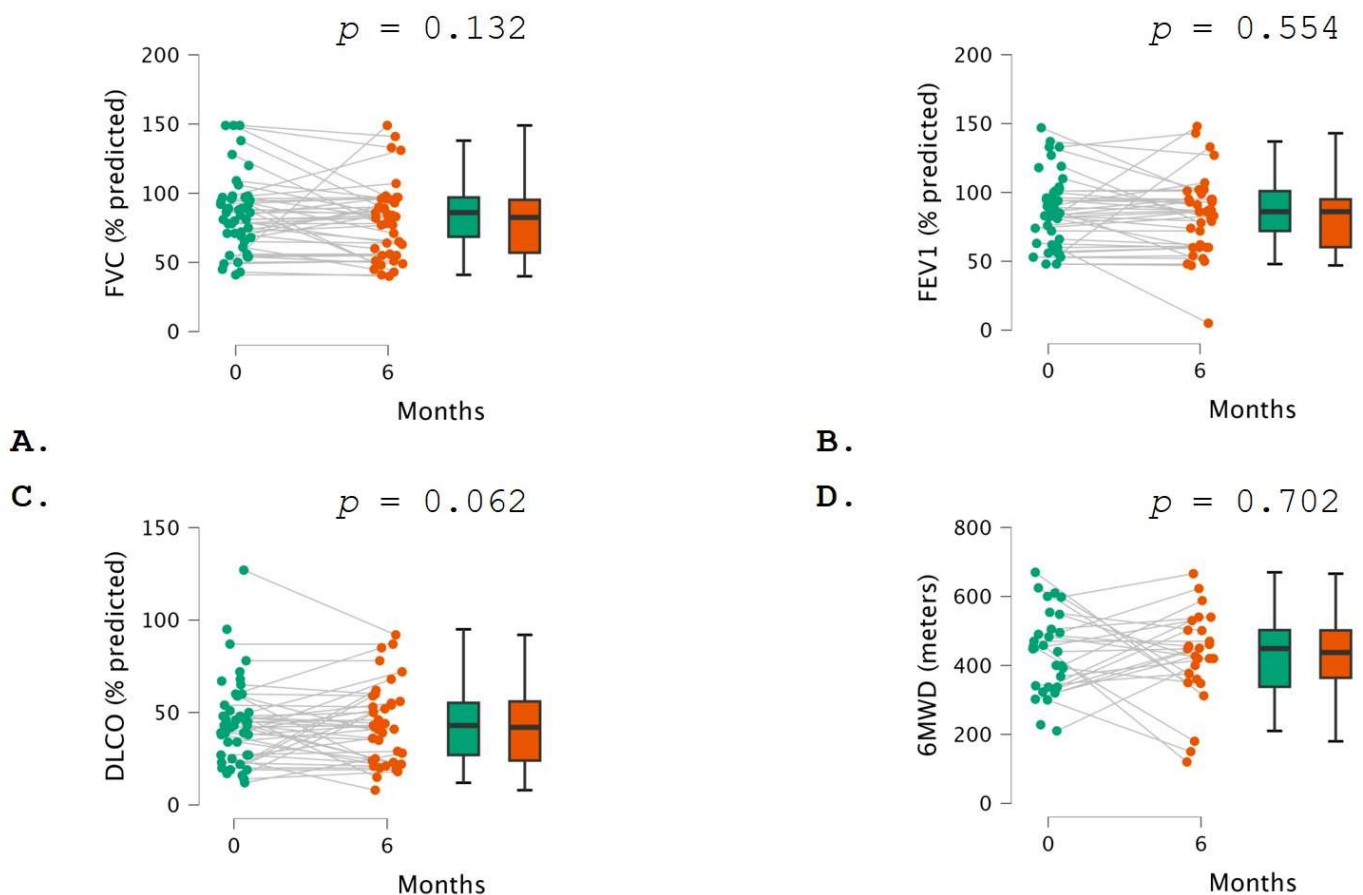 p = 0.132
200
150
100
50
0
FVC (% predicted)
0
6
Months
A.
p = 0.554
200
150
100
50
0
FEV1 (% predicted)
0
6
Months
B.
C.
p = 0.062
150
100
50
0
DLCO (% predicted)
0
6
Months
D.
p = 0.702
800
600
400
200
0
6MWD (meters)
0
6
Months